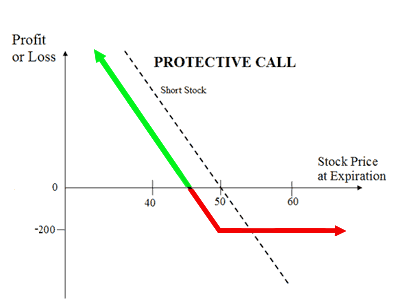 Profit
or Loss
PROTECTIVE CALL
Short Stock
Stock Price
at Expiration
0
40
50
60
-200